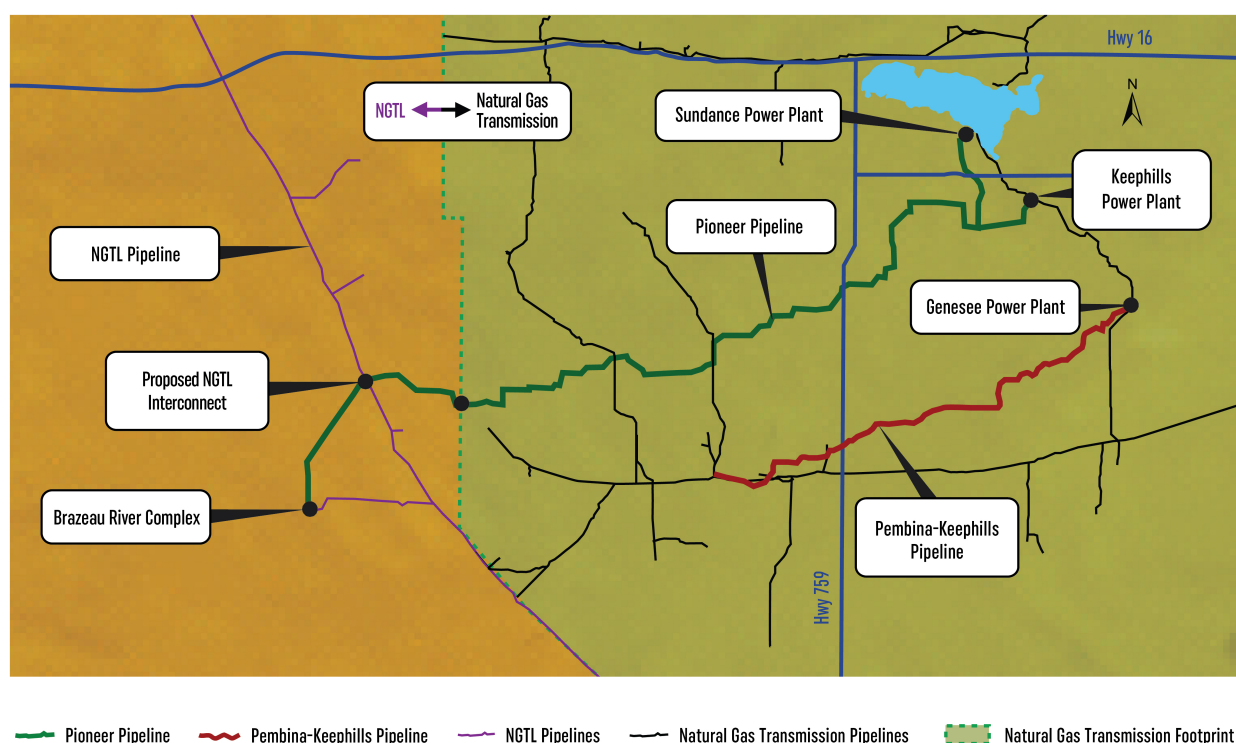 Hwy 16
NGTL
Natural Gas
Transmission
Sundance Power Plant
N
Keephills
Power Plant
Pioneer Pipeline
NGTL Pipeline
Genesee Power Plant
Proposed NGTL
Interconnect
Brazeau River Complex
Pembina-Keephills
Pipeline
Hwy 759
Pioneer Pipeline
Pembina-Keephills Pipeline
NGTL Pipelines
Natural Gas Transmission Pipelines
Natural Gas Transmission Footprint